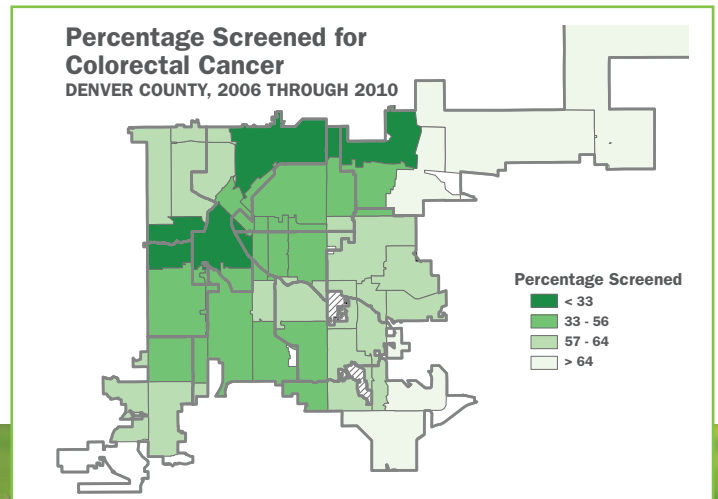 Percentage Screened for
Colorectal Cancer
DENVER COUNTY, 2006 THROUGH 2010
Percentage Screened
< 33
33 - 56
57 - 64
> 64